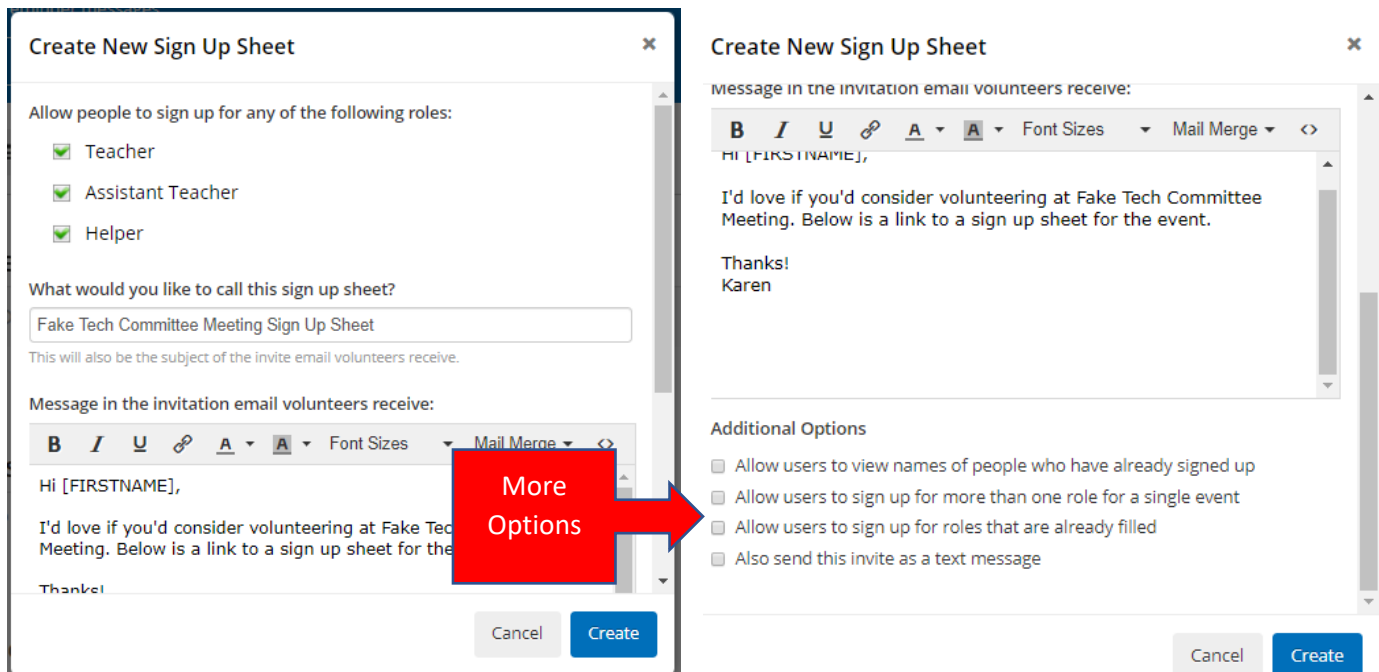 Create New Sign Up Sheet ×
Allow people to sign up for any of the following roles:
Teacher
Assistant Teacher
Helper
What would you like to call this sign up sheet?
Fake Tech Committee Meeting Sign Up Sheet
This will also be the subject of the invite email volunteers receive.
Message in the invitation email volunteers receive:
B I U A A Font Sizes Mail Merge <>
Hi [FIRSTNAME],
I'd love if you'd consider volunteering at Fake Tec
Meeting. Below is a link to a sign up sheet for the
Thanks!
Cancel Create
More
Options
Create New Sign Up Sheet ×
Message in the invitation email volunteers receive:
B I U A A Font Sizes Mail Merge <>
Hi [FIRSTNAME],
I'd love if you'd consider volunteering at Fake Tech Committee
Meeting. Below is a link to a sign up sheet for the event.
Thanks!
Karen
Additional Options
Allow users to view names of people who have already signed up
Allow users to sign up for more than one role for a single event
Allow users to sign up for roles that are already filled
Also send this invite as a text message
Cancel Create